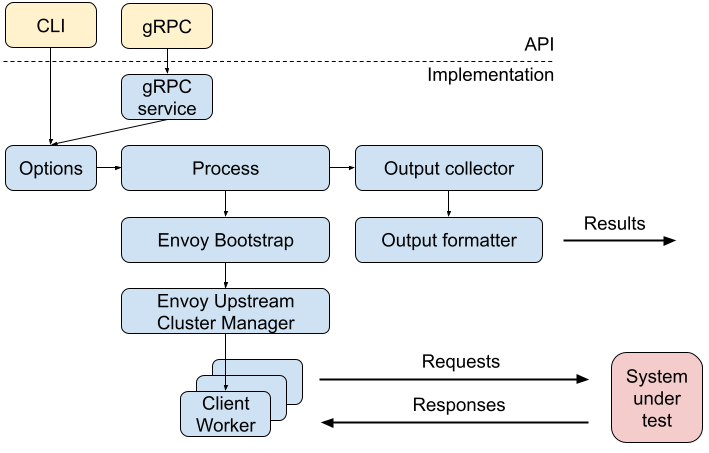 CLI
gRPC
API
Implementation
gRPC
service
Options
Process
Output collector
Envoy Bootstrap
Output formatter
Results
Envoy Upstream
Cluster Manager
Requests
Client
Worker
Responses
System
under
test